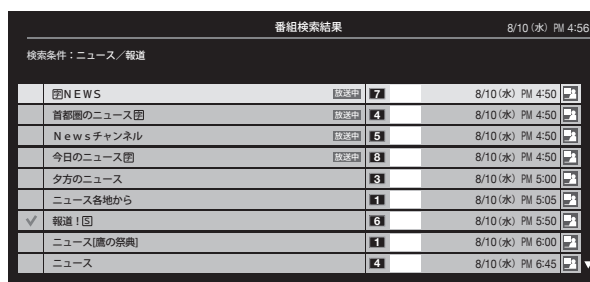 番組検索結果 8/10(水) PM 4:56
検索条件：ニュース／報道
🈑NEWS 放送中 7 8/10(水) PM 4:50
首都圏のニュース🈑 放送中 4 8/10(水) PM 4:50
Newsチャンネル 放送中 5 8/10(水) PM 4:50
今日のニュース🈑 放送中 8 8/10(水) PM 4:50
夕方のニュース 3 8/10(水) PM 5:00
ニュース各地から 1 8/10(水) PM 5:05
報道！🅂 6 8/10(水) PM 5:50
ニュース[鷹の祭典] 1 8/10(水) PM 6:00
ニュース 4 8/10(水) PM 6:45